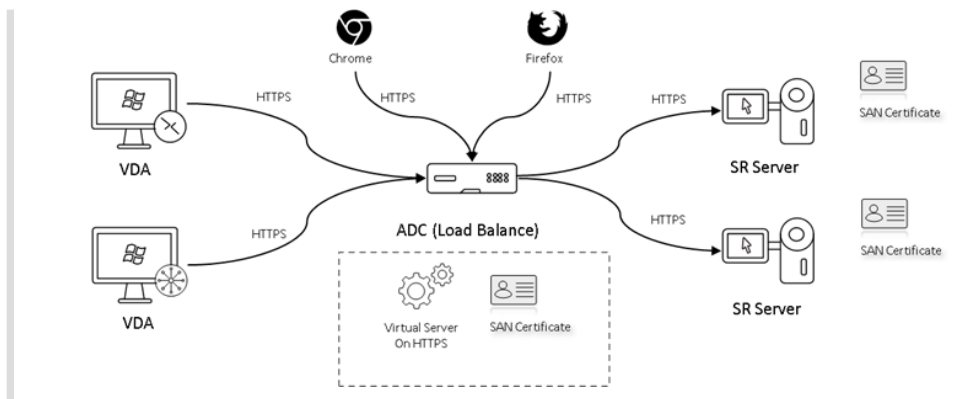 Chrome
Firefox
HTTPS
HTTPS
HTTPS
HTTPS
SAN Certificate
VDA
SR Server
ADC (Load Balance)
HTTPS
HTTPS
SAN Certificate
VDA
SR Server
Virtual Server
On HTTPS
SAN Certificate